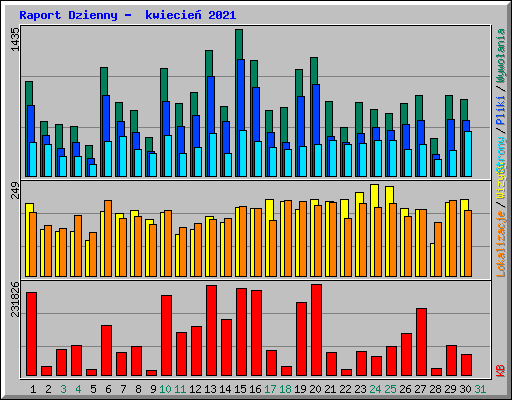 Raport Dzienny -  kwiecień 2021
1435
249
231826
Wywołania / Pliki / Strony
Lokalizacje / Wizyt
KB
1 2 3 4 5 6 7 8 9 10 11 12 13 14 15 16 17 18 19 20 21 22 23 24 25 26 27 28 29 30 31